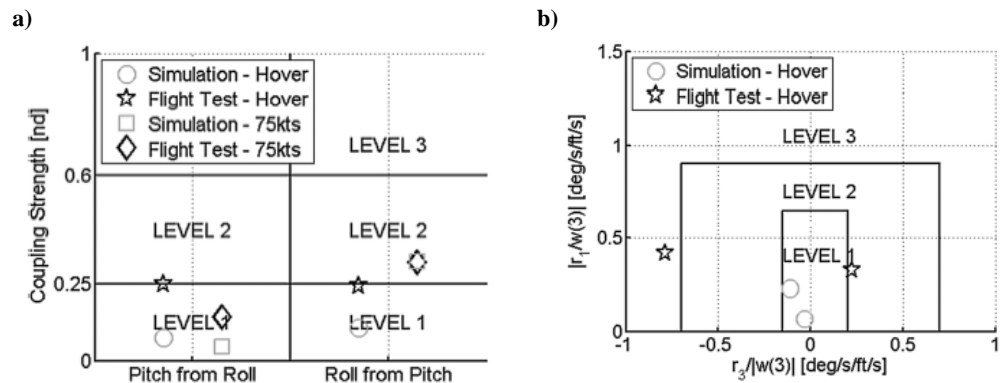 a)
1
0.6
0.25
0
Coupling Strength [nd]
Simulation - Hover
Flight Test - Hover
Simulation - 75kts
Flight Test - 75kts
LEVEL 3
LEVEL 2
LEVEL 2
LEVEL 1
LEVEL 1
Pitch from Roll
Roll from Pitch
b)
1.5
1
0.5
0
|r1/w(3)| [deg/s/ft/s]
Simulation - Hover
Flight Test - Hover
LEVEL 3
LEVEL 2
LEVEL 1
-1
-0.5
0
0.5
1
r3/|w(3)| [deg/s/ft/s]